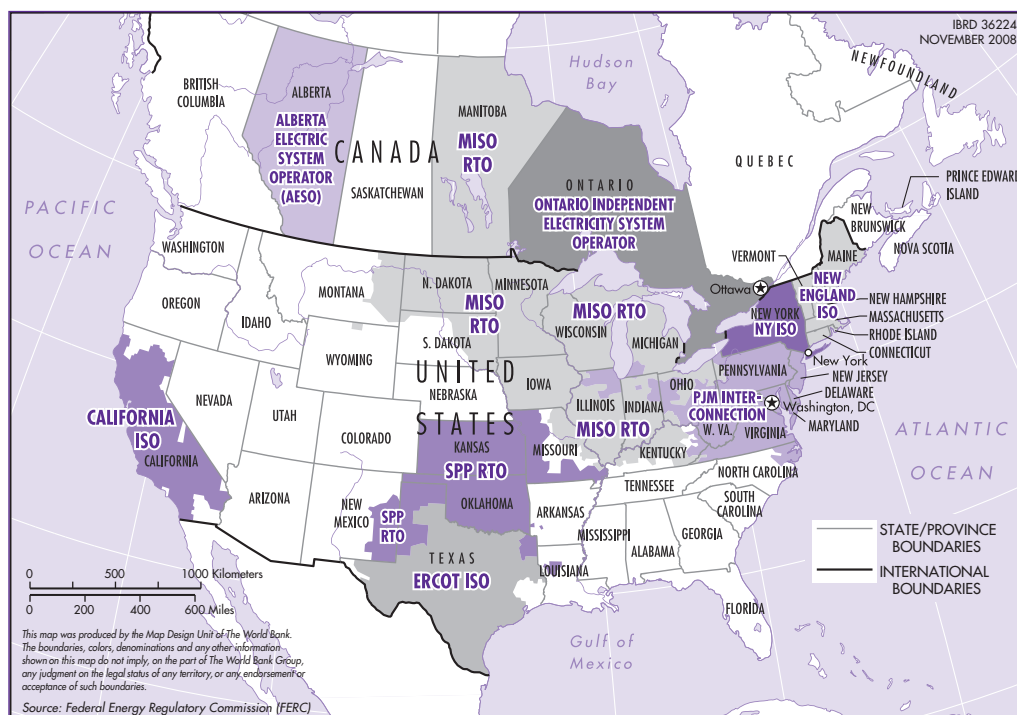 IBRD 36224
NOVEMBER 2008
Hudson
Bay
NEWFOUNDLAND
BRITISH
COLUMBIA
ALBERTA
ALBERTA
ELECTRIC
SYSTEM
OPERATOR
(AESO)
CANADA
SASKATCHEWAN
MANITOBA
MISO
RTO
ONTARIO
ONTARIO INDEPENDENT
ELECTRICITY SYSTEM
OPERATOR
QUEBEC
PRINCE EDWARD
ISLAND
NEW
BRUNSWICK
NOVA SCOTIA
PACIFIC
OCEAN
WASHINGTON
OREGON
IDAHO
MONTANA
N. DAKOTA
MINNESOTA
MISO
RTO
S. DAKOTA
WYOMING
NEBRASKA
UNITED
STATES
MISO RTO
WISCONSIN
MICHIGAN
IOWA
Ottawa
VERMONT
MAINE
NEW
ENGLAND
ISO
NEW YORK
NY ISO
NEW HAMPSHIRE
MASSACHUSETTS
RHODE ISLAND
CONNECTICUT
New York
PENNSYLVANIA
NEW JERSEY
DELAWARE
Washington, DC
MARYLAND
OHIO
PJM INTER-
CONNECTION
W. VA.
VIRGINIA
ILLINOIS
INDIANA
MISO RTO
KENTUCKY
NEVADA
UTAH
COLORADO
CALIFORNIA
ISO
CALIFORNIA
KANSAS
SPP RTO
MISSOURI
ARIZONA
NEW
MEXICO
SPP
RTO
OKLAHOMA
ARKANSAS
TENNESSEE
NORTH CAROLINA
SOUTH
CAROLINA
MISSISSIPPI
ALABAMA
GEORGIA
TEXAS
ERCOT ISO
LOUISIANA
FLORIDA
ATLANTIC
OCEAN
Gulf of
Mexico
STATE/PROVINCE
BOUNDARIES
INTERNATIONAL
BOUNDARIES
0 500 1000 Kilometers
0 200 400 600 Miles
This map was produced by the Map Design Unit of The World Bank.
The boundaries, colors, denominations and any other information
shown on this map do not imply, on the part of The World Bank Group,
any judgment on the legal status of any territory, or any endorsement or
acceptance of such boundaries.
Source: Federal Energy Regulatory Commission (FERC)